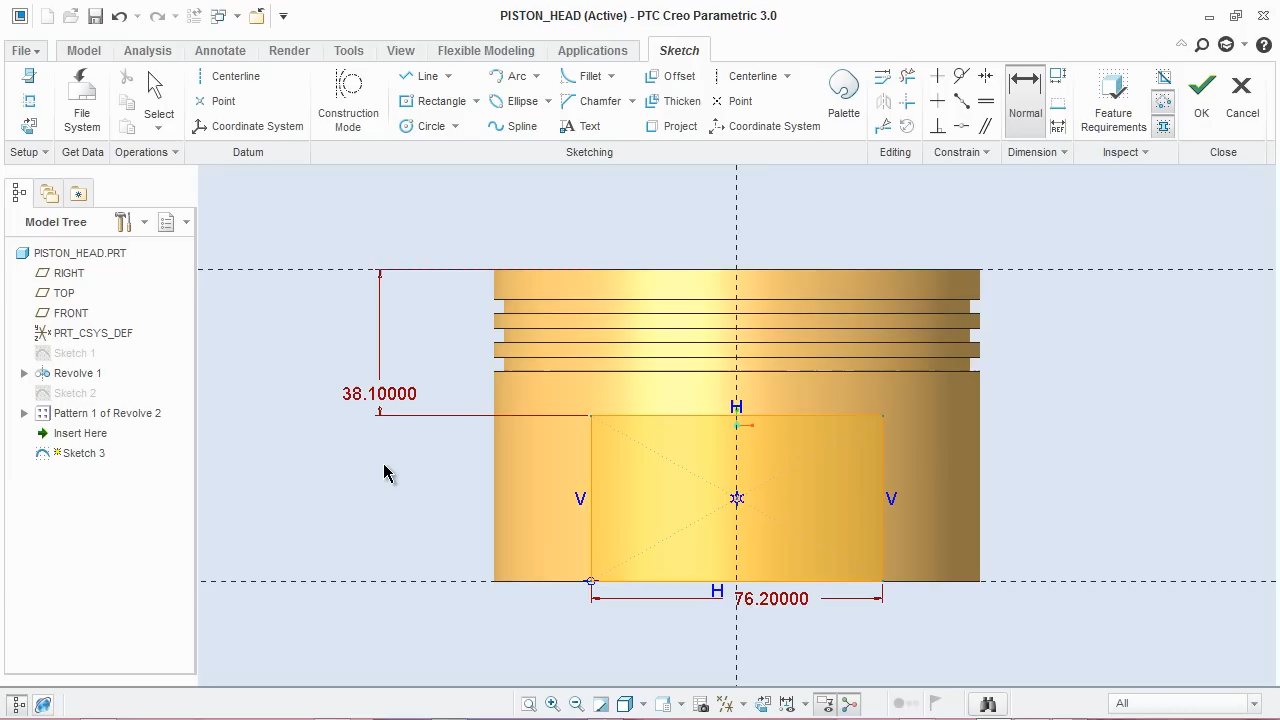 PISTON_HEAD (Active) - PTC Creo Parametric 3.0
File Model Analysis Annotate Render Tools View Flexible Modeling Applications Sketch
Centerline Line Arc Fillet Offset Centerline
Point Rectangle Ellipse Chamfer Thicken Point
Coordinate System Circle Spline Text Project Coordinate System
File System
Select
Construction Mode
Palette
Normal
REF
Feature Requirements
OK
Cancel
Setup Get Data Operations Datum Sketching Editing Constrain Dimension Inspect Close
Model Tree
PISTON_HEAD.PRT
RIGHT
TOP
FRONT
PRT_CSYS_DEF
Sketch 1
Revolve 1
Sketch 2
Pattern 1 of Revolve 2
Insert Here
Sketch 3
38.10000
H
V
V
H
76.20000
All